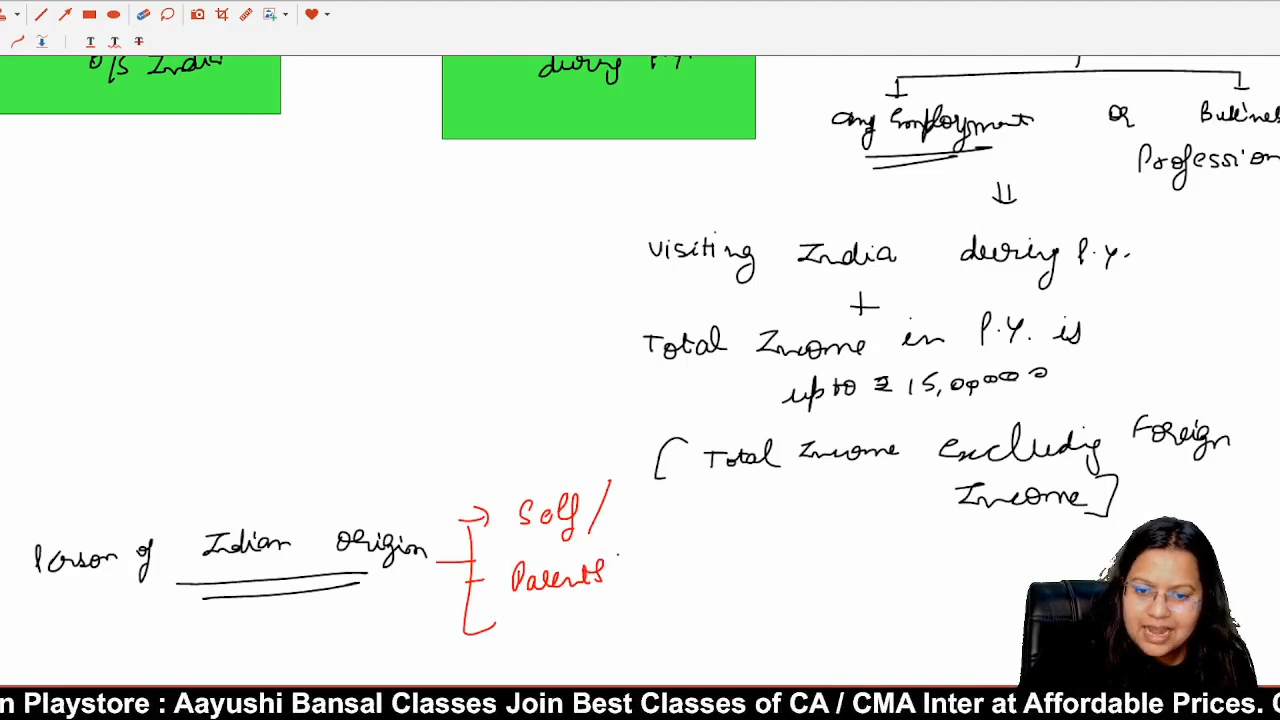 O/S India
during P.Y.
any Employment OR Busines
Profession
Visiting India during P.Y.
+
Total Income in P.Y. is
upto ₹ 15,00,000
[Total Income excluding Foreign
Income]
Person of Indian origin
Self/
Parents
n Playstore : Aayushi Bansal Classes Join Best Classes of CA / CMA Inter at Affordable Prices. C